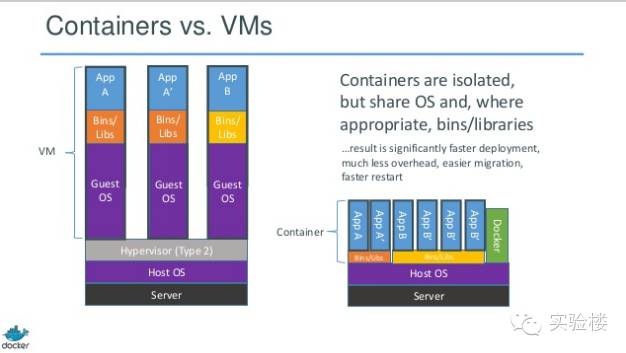 Containers vs. VMs
App
A
App
A′
App
B
Bins/
Libs
Bins/
Libs
Bins/
Libs
VM
Guest
OS
Guest
OS
Guest
OS
Hypervisor (Type 2)
Host OS
Server
Containers are isolated,
but share OS and, where
appropriate, bins/libraries
...result is significantly faster deployment,
much less overhead, easier migration,
faster restart
Container
App A
App A′
App B
App B′
App B′
App B′
Docker
Bins/Libs
Bins/Libs
Host OS
Server
docker
实验楼